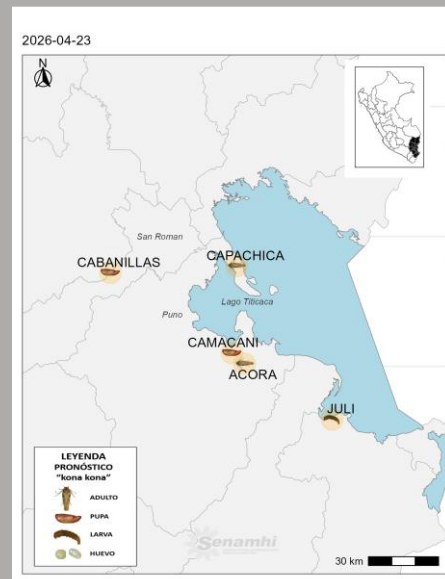 2026-04-23
N
San Roman
CABANILLAS
CAPACHICA
Lago Titicaca
Puno
CAMACANI
ACORA
JULI
LEYENDA
PRONÓSTICO
"kona kona"
ADULTO
PUPA
LARVA
HUEVO
Senamhi
30 km